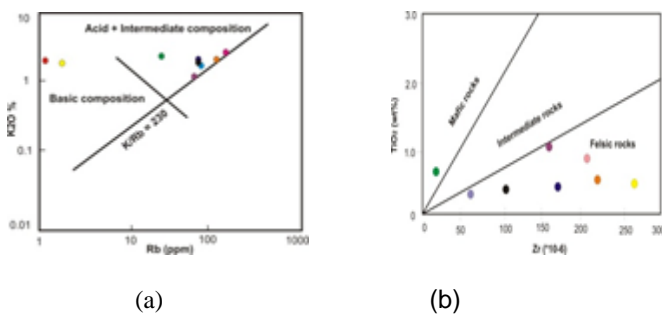 10
Acid + Intermediate composition
K2O %
1
Basic composition
K/Rb = 230
0.1
0.01
1
10
100
1000
Rb (ppm)
(a)
3.0
TiO2 (wt%)
2.0
1.0
0
Mafic rocks
Intermediate rocks
Felsic rocks
0
50
100
150
200
250
300
Zr (*10-6)
(b)